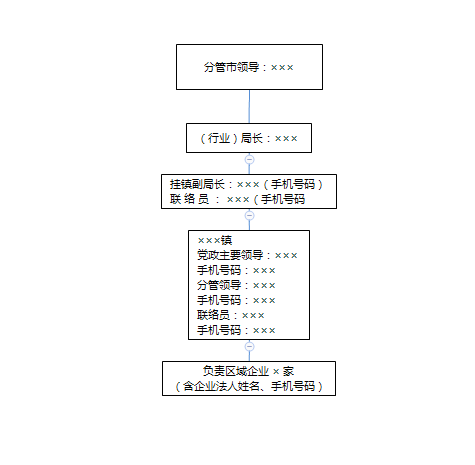 分管市领导：×××
（行业）局长：×××
挂镇副局长：×××（手机号码）
联 络 员 ： ×××（手机号码
×××镇
党政主要领导：×××
手机号码：×××
分管领导：×××
手机号码：×××
联络员：×××
手机号码：×××
负责区域企业 × 家
（含企业法人姓名、手机号码）